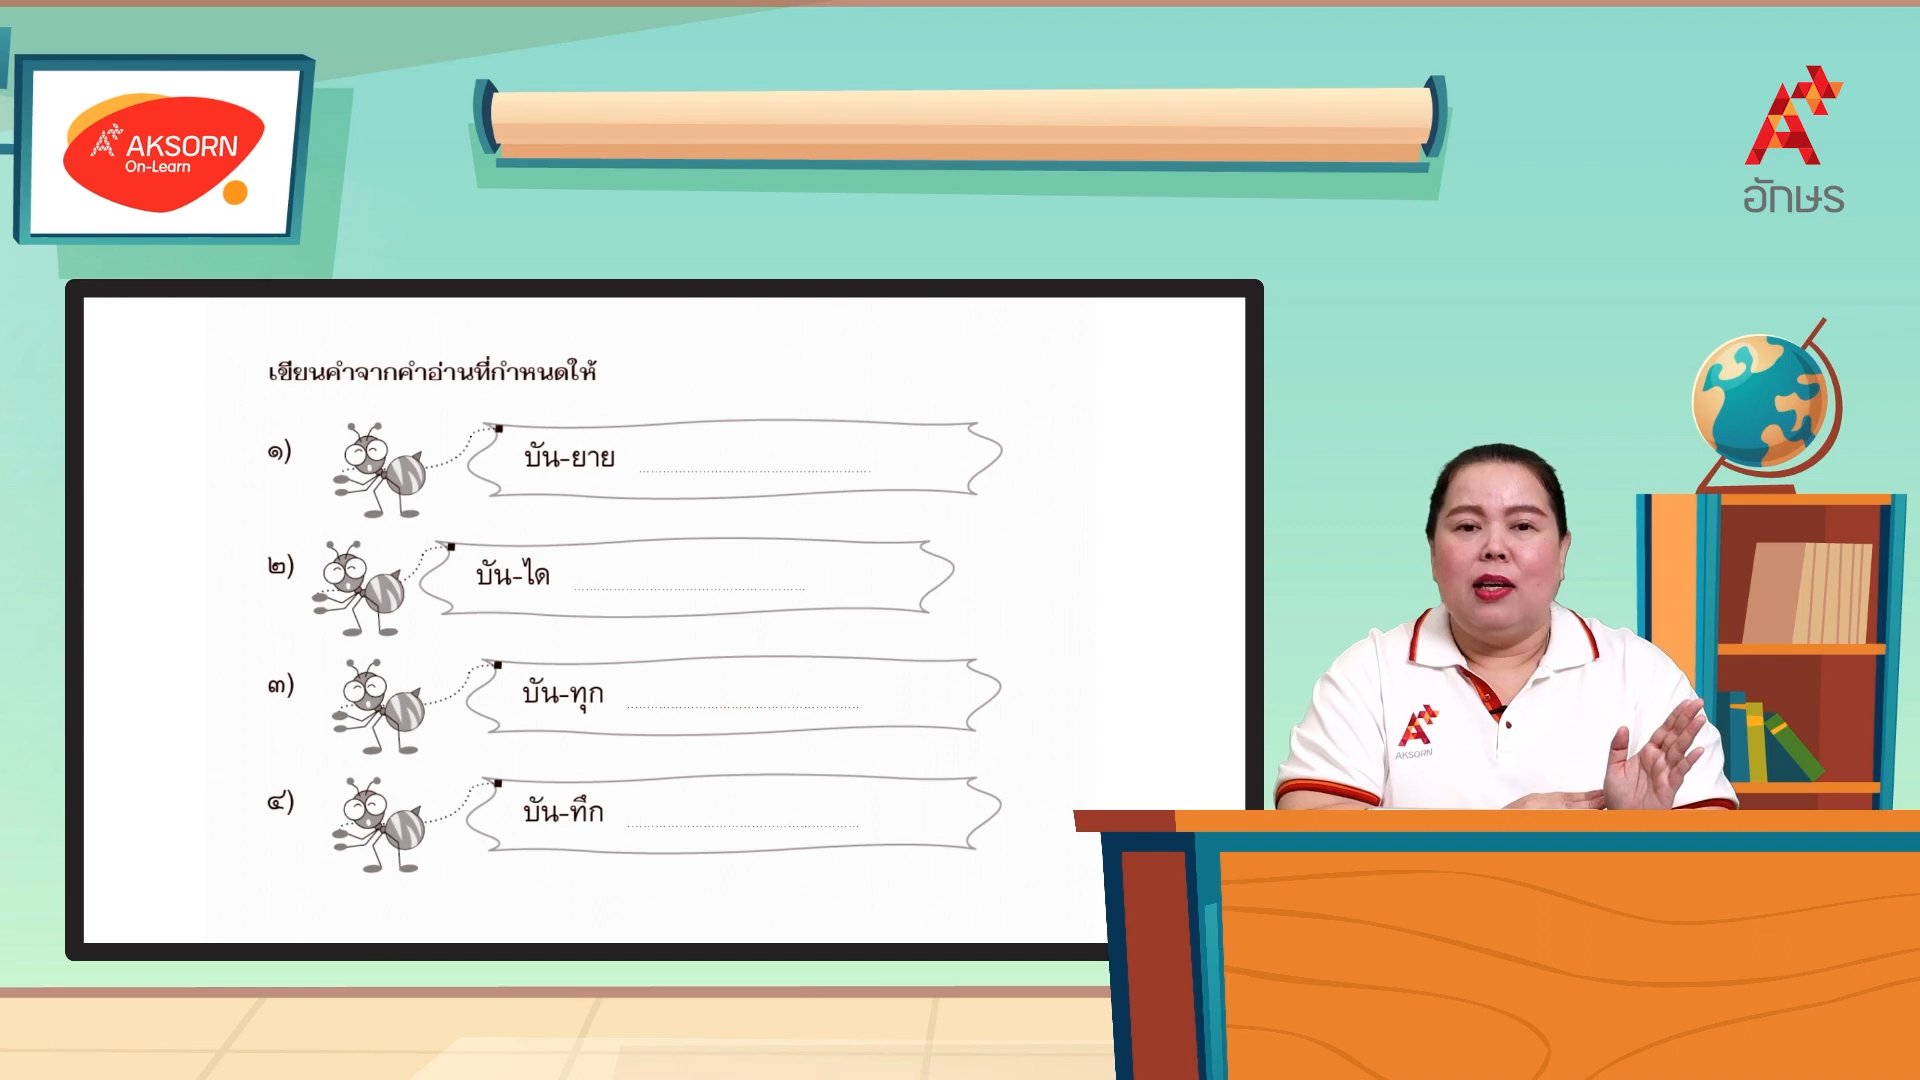 AKSORN
On-Learn
อักษร
เขียนคำจากคำอ่านที่กำหนดให้
๑) บัน-ยาย ........................
๒) บัน-ได ........................
๓) บัน-ทุก ........................
๔) บัน-ทึก ........................
AKSORN